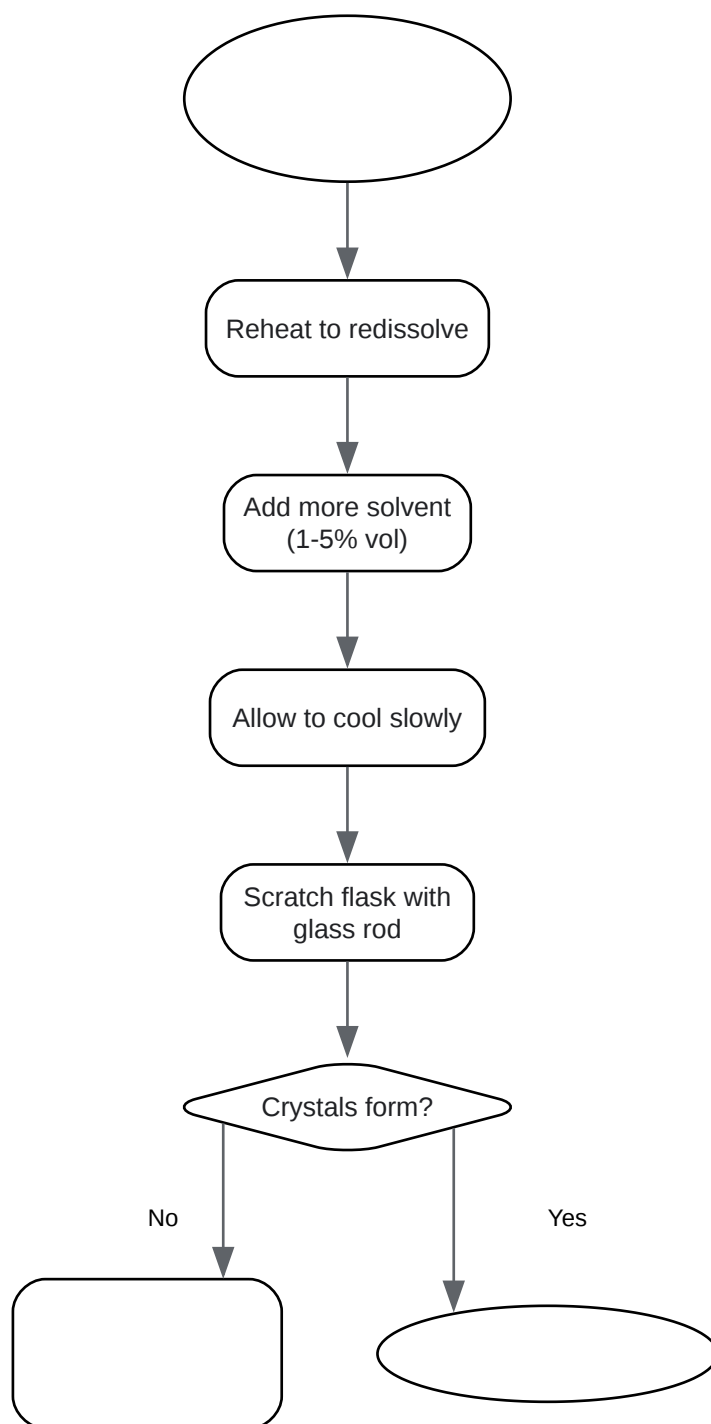 Reheat to redissolve
Add more solvent
(1-5% vol)
Allow to cool slowly
Scratch flask with
glass rod
Crystals form?
No
Yes